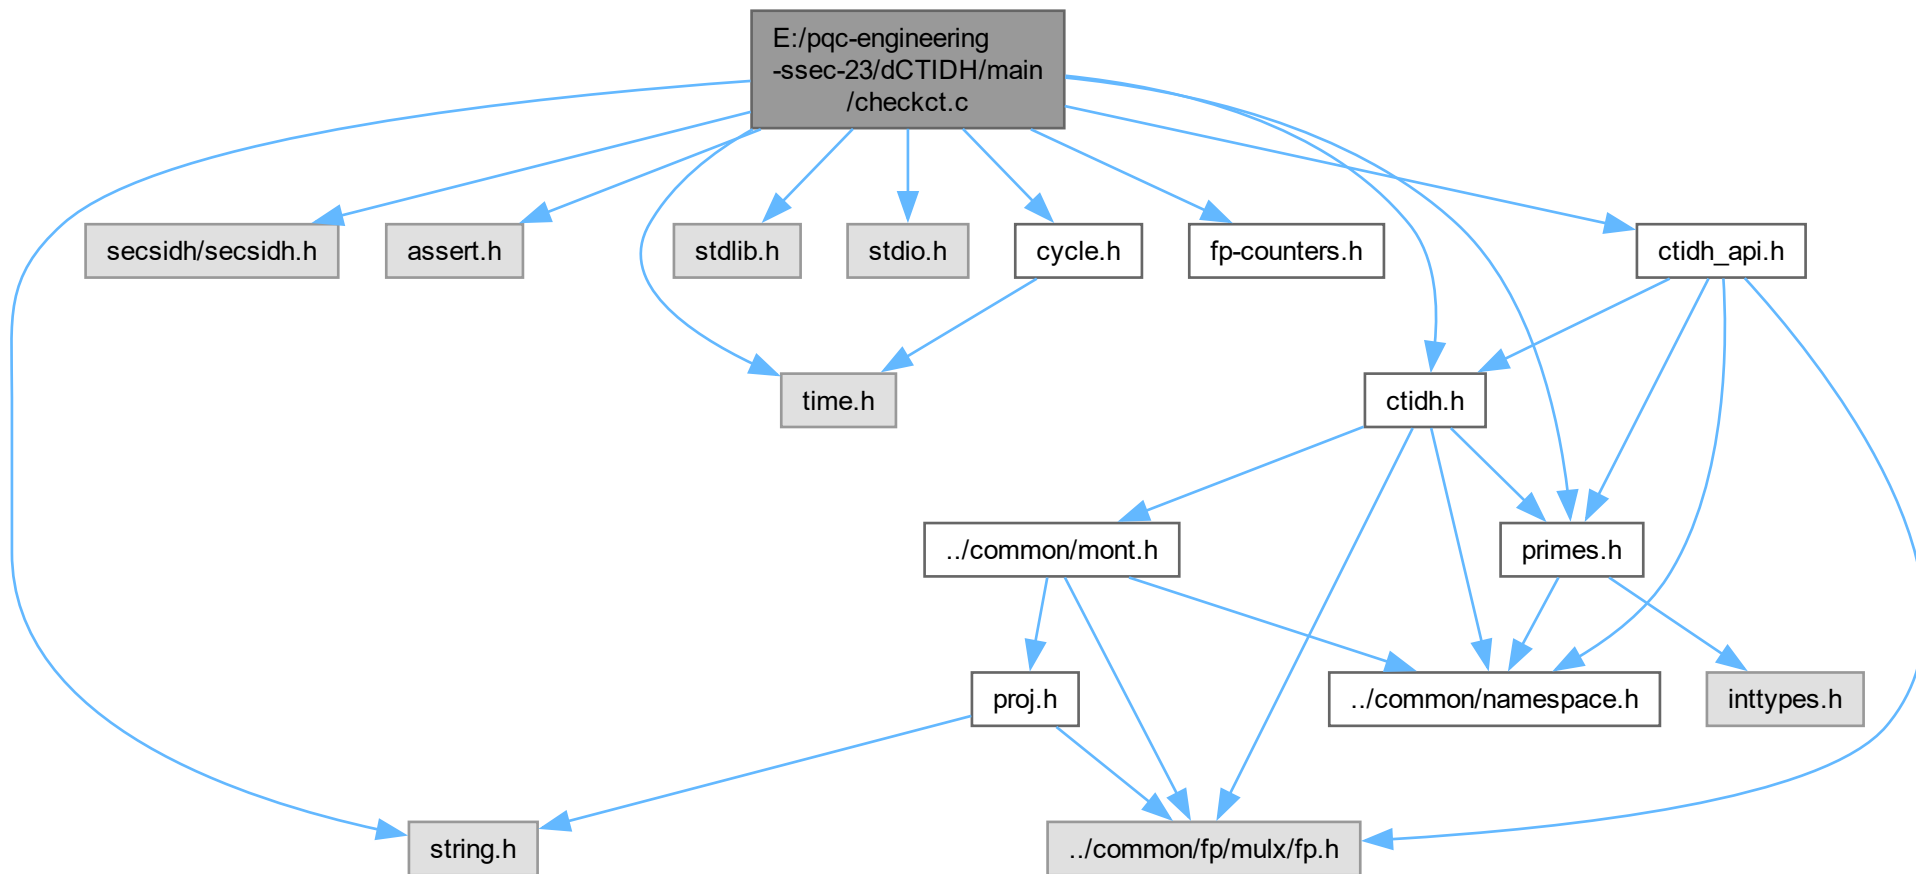 E:/pqc-engineering
-ssec-23/dCTIDH/main
/checkct.c
secsidh/secsidh.h
assert.h
stdlib.h
stdio.h
cycle.h
fp-counters.h
ctidh_api.h
time.h
ctidh.h
../common/mont.h
primes.h
proj.h
../common/namespace.h
inttypes.h
string.h
../common/fp/mulx/fp.h